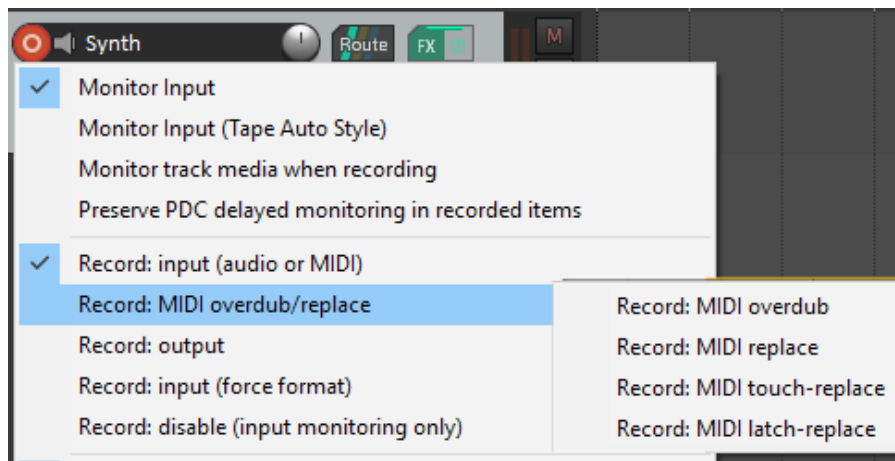 Synth
Route
FX
M
Monitor Input
Monitor Input (Tape Auto Style)
Monitor track media when recording
Preserve PDC delayed monitoring in recorded items
Record: input (audio or MIDI)
Record: MIDI overdub/replace
Record: output
Record: input (force format)
Record: disable (input monitoring only)
Record: MIDI overdub
Record: MIDI replace
Record: MIDI touch-replace
Record: MIDI latch-replace